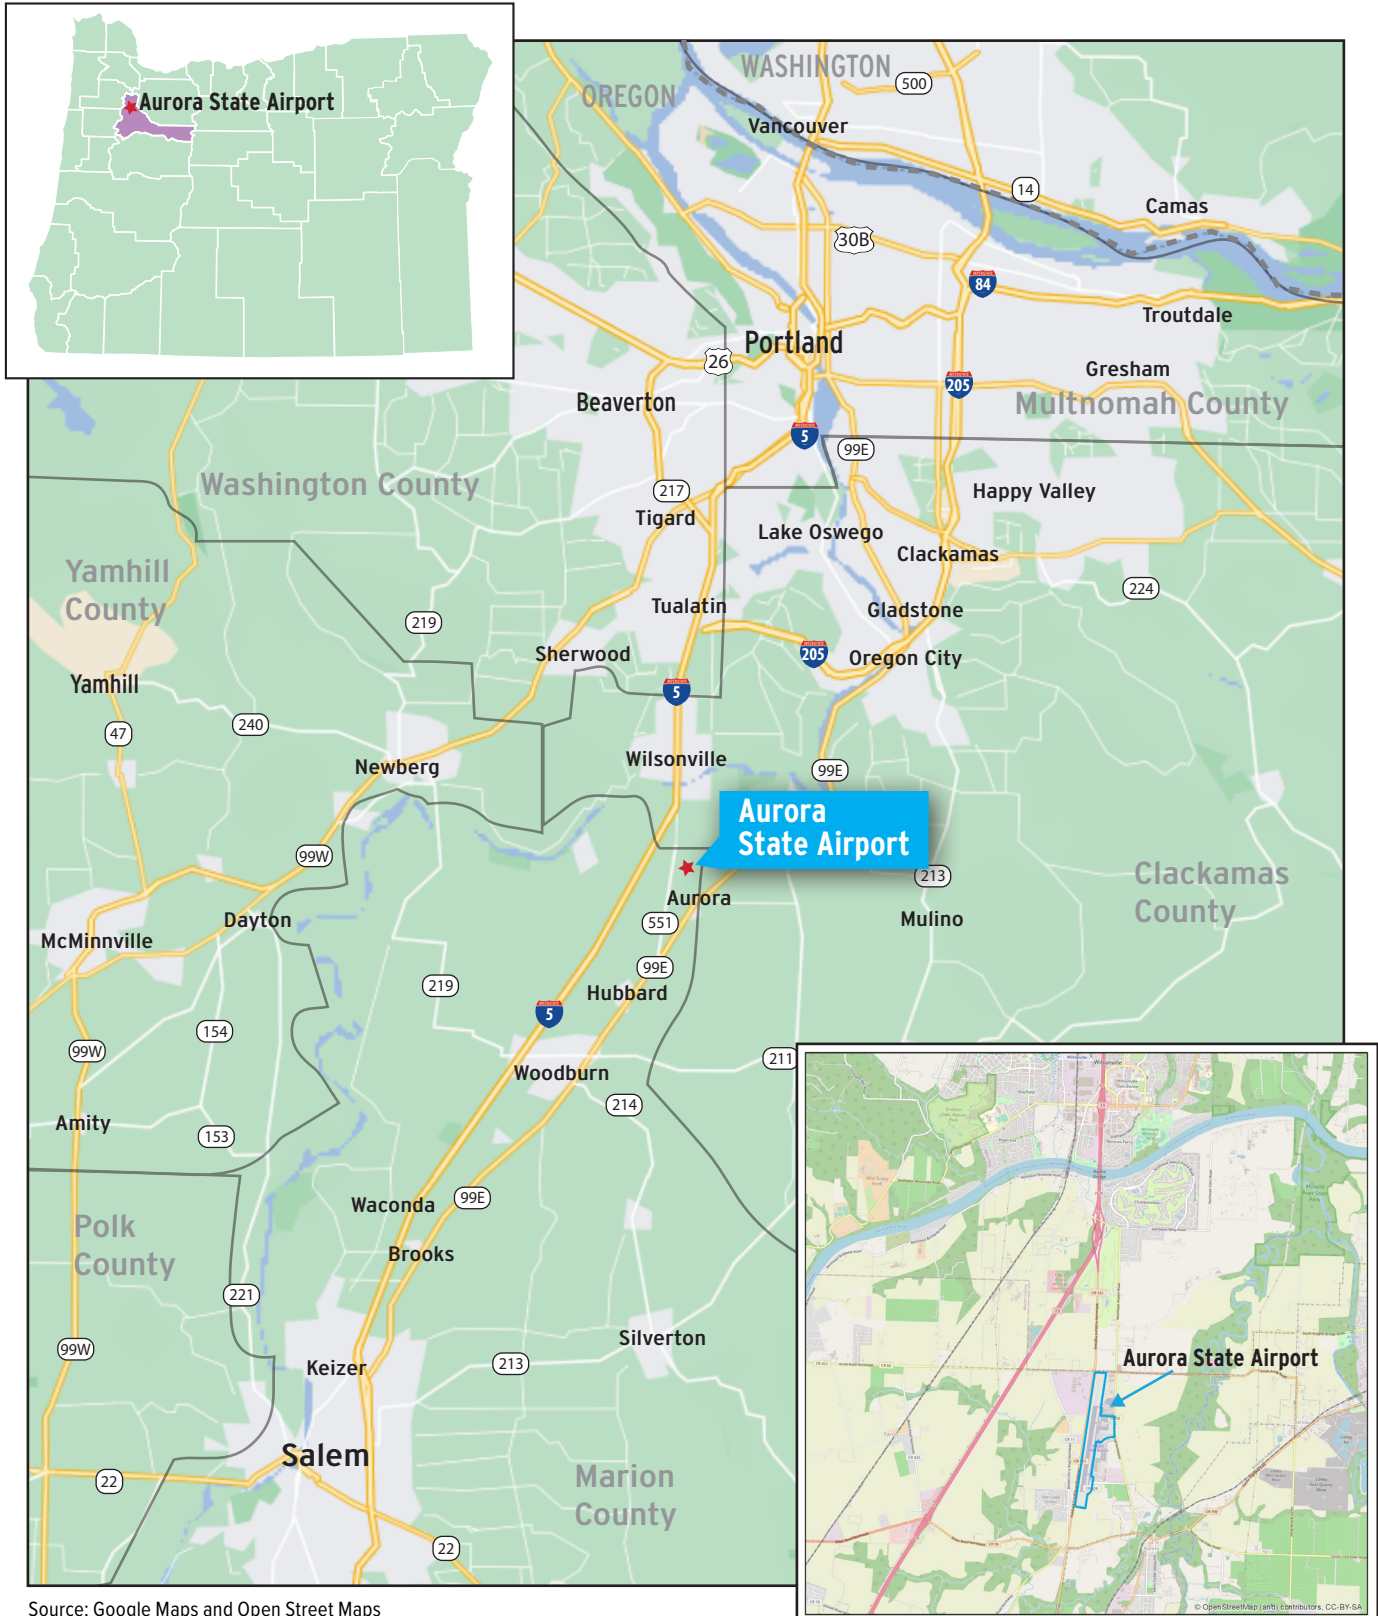 Aurora State Airport
WASHINGTON
OREGON
500
Vancouver
14
Camas
30B
84
Troutdale
Portland
26
Gresham
205
Beaverton
Multnomah County
5
99E
Washington County
217
Happy Valley
Tigard
Lake Oswego
Clackamas
Yamhill
County
224
Tualatin
Gladstone
219
Sherwood
205
Oregon City
Yamhill
5
240
47
Wilsonville
Newberg
99E
Aurora
State Airport
99W
213
Clackamas
County
Aurora
Dayton
551
Mulino
McMinnville
99E
219
Hubbard
5
154
99W
211
Woodburn
214
Amity
153
Waconda
99E
Polk
County
Brooks
221
Silverton
99W
213
Keizer
Aurora State Airport
Salem
Marion
County
22
22
© OpenStreetMap (and) contributors, CC-BY-SA
Source: Google Maps and Open Street Maps